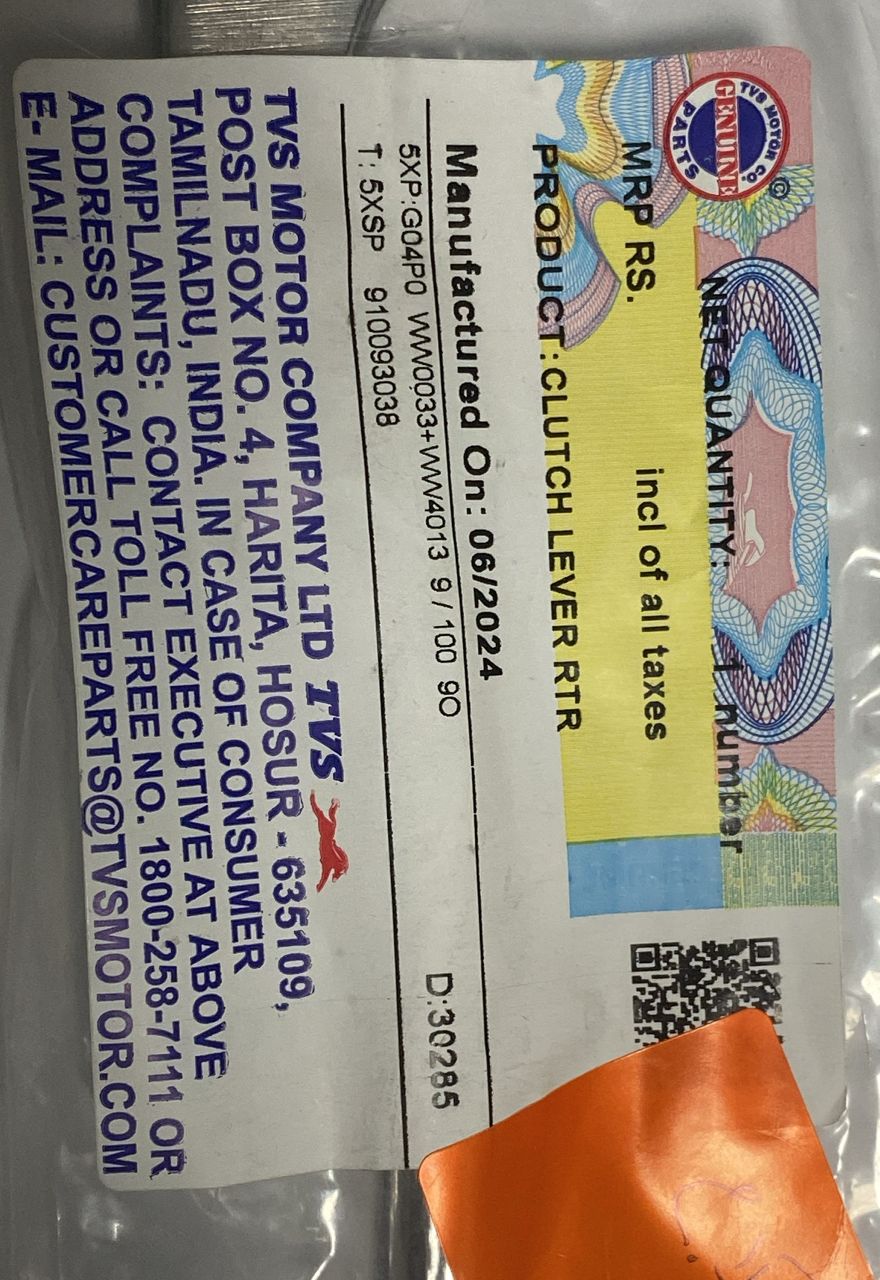 TVS MOTOR CO.
GENUINE
PARTS
©
NET QUANTITY: 1 number
MRP RS. incl of all taxes
PRODUCT:CLUTCH LEVER RTR
Manufactured On: 06/2024
5XP:G04P0 WW0033+WW4013 9 / 100 9O D:30285
T: 5XSP 910093038
TVS MOTOR COMPANY LTD TVS
POST BOX NO. 4, HARITA, HOSUR - 635109,
TAMILNADU, INDIA. IN CASE OF CONSUMER
COMPLAINTS: CONTACT EXECUTIVE AT ABOVE
ADDRESS OR CALL TOLL FREE NO. 1800-258-7111 OR
E- MAIL: CUSTOMERCAREPARTS@TVSMOTOR.COM